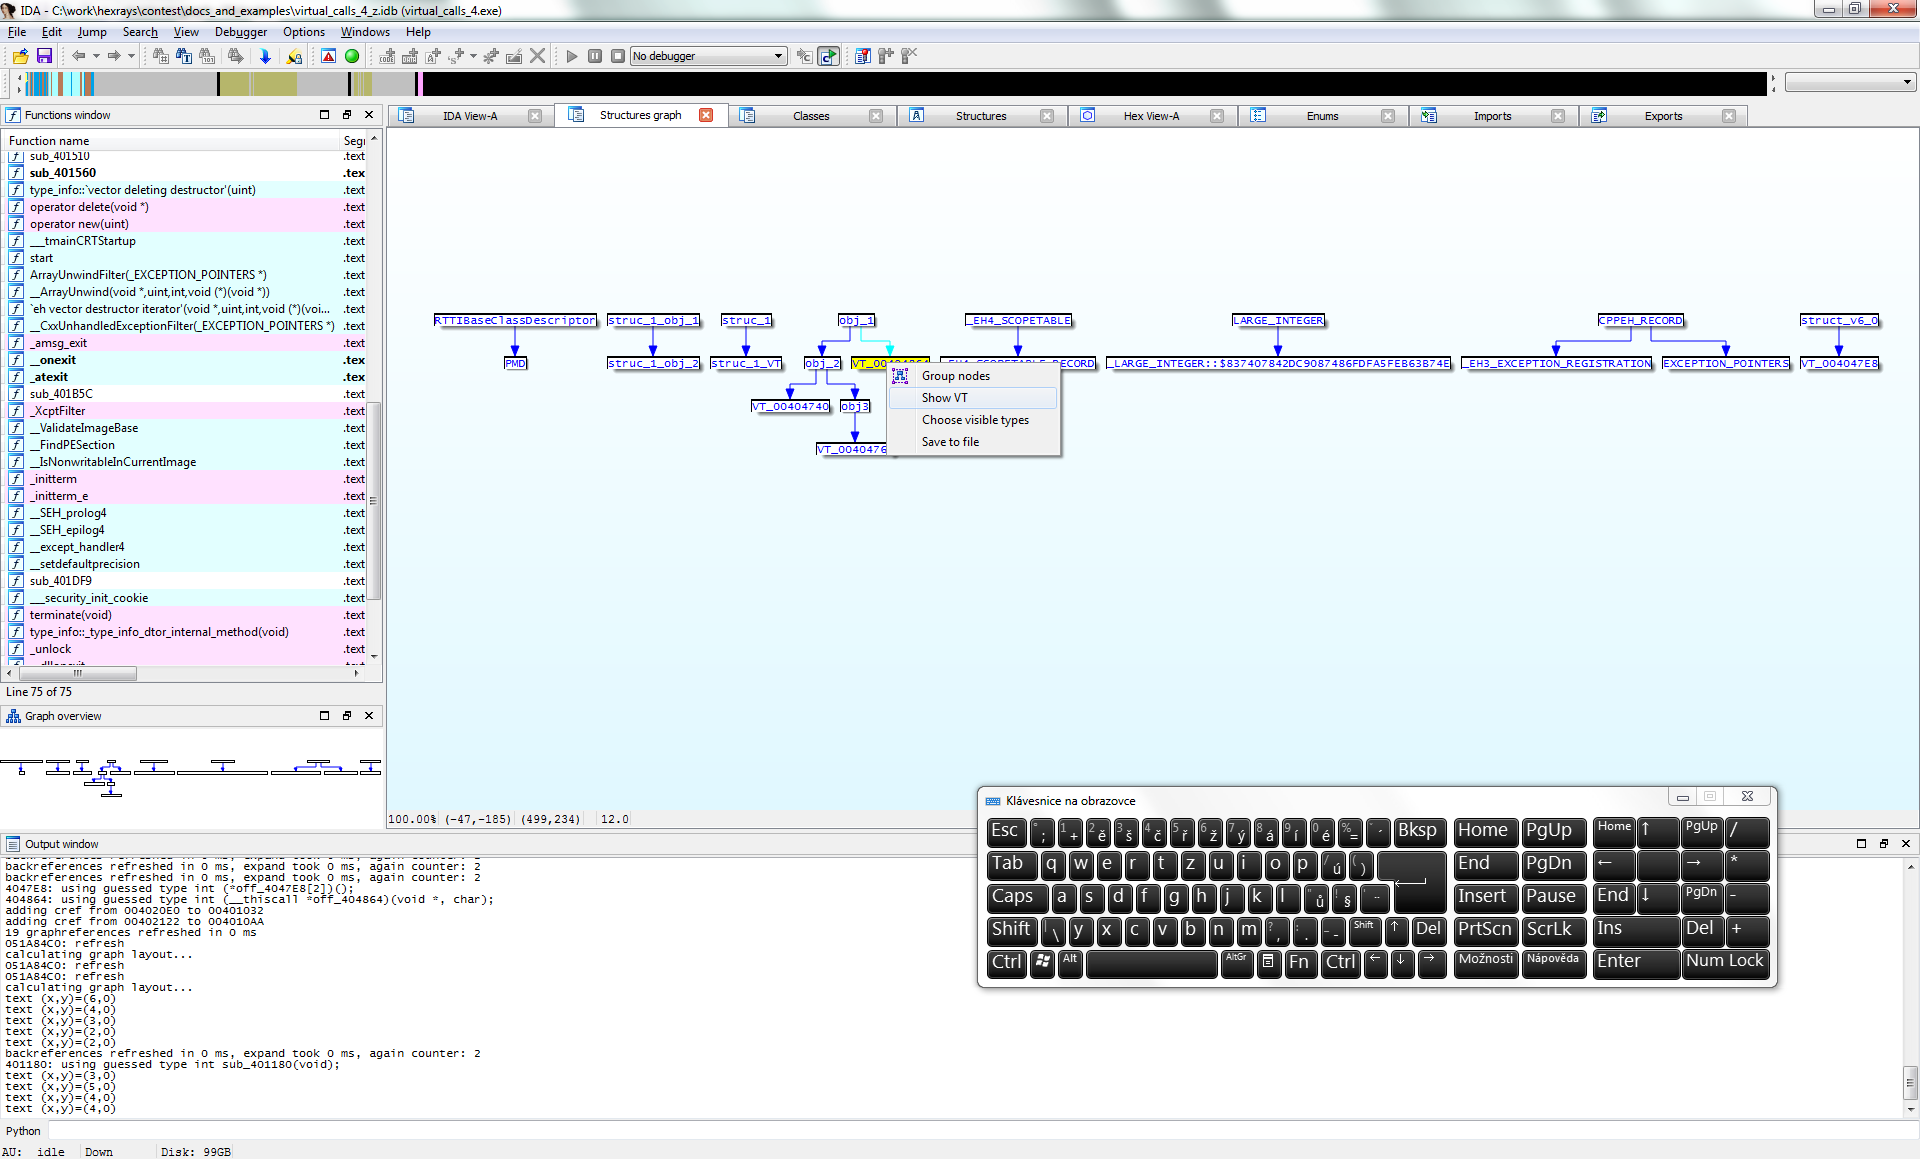 IDA - C:\work\hexrays\contest\docs_and_examples\virtual_calls_4_z.idb (virtual_calls_4.exe)
File Edit Jump Search View Debugger Options Windows Help
No debugger
Functions window
IDA View-A
Structures graph
Classes
Structures
Hex View-A
Enums
Imports
Exports
Function name Segr
sub_401510 .text
sub_401560 .tex
type_info::`vector deleting destructor'(uint) .text
operator delete(void *) .text
operator new(uint) .text
___tmainCRTStartup .text
start .text
ArrayUnwindFilter(_EXCEPTION_POINTERS *) .text
__ArrayUnwind(void *,uint,int,void (*)(void *)) .text
`eh vector destructor iterator'(void *,uint,int,void (*)(voi... .text
__CxxUnhandledExceptionFilter(_EXCEPTION_POINTERS *) .text
_amsg_exit .text
__onexit .tex
_atexit .tex
sub_401B5C .text
_XcptFilter .text
__ValidateImageBase .text
__FindPESection .text
__IsNonwritableInCurrentImage .text
_initterm .text
_initterm_e .text
__SEH_prolog4 .text
__SEH_epilog4 .text
__except_handler4 .text
__setdefaultprecision .text
sub_401DF9 .text
___security_init_cookie .text
terminate(void) .text
type_info::_type_info_dtor_internal_method(void) .text
_unlock .text
Line 75 of 75
Graph overview
RTTIBaseClassDescriptor struc_1_obj_1 struc_1 obj_1 _EH4_SCOPETABLE LARGE_INTEGER CPPEH_RECORD struct_v6_0
PMD struc_1_obj_2 struc_1_VT obj_2 _LARGE_INTEGER::$837407842DC9087486FDFA5FEB63B74E _EH3_EXCEPTION_REGISTRATION EXCEPTION_POINTERS VT_004047E8
VT_00404740 obj3
VT_0040476
Group nodes
Show VT
Choose visible types
Save to file
100.00% (-47,-185) (499,234) 12.0
Output window
backreferences refreshed in 0 ms, expand took 0 ms, again counter: 2
backreferences refreshed in 0 ms, expand took 0 ms, again counter: 2
4047E8: using guessed type int (*off_4047E8[2])();
404864: using guessed type int (__thiscall *off_404864)(void *, char);
adding cref from 004020E0 to 00401032
adding cref from 00402122 to 004010AA
19 graphreferences refreshed in 0 ms
051A84C0: refresh
calculating graph layout...
051A84C0: refresh
051A84C0: refresh
calculating graph layout...
text (x,y)=(6,0)
text (x,y)=(4,0)
text (x,y)=(3,0)
text (x,y)=(2,0)
text (x,y)=(2,0)
backreferences refreshed in 0 ms, expand took 0 ms, again counter: 2
401180: using guessed type int sub_401180(void);
text (x,y)=(3,0)
text (x,y)=(5,0)
text (x,y)=(4,0)
text (x,y)=(4,0)
Python
AU: idle Down Disk: 99GB
Klávesnice na obrazovce
Esc ° ; 1 + 2 ě 3 š 4 č 5 ř 6 ž 7 ý 8 á 9 í 0 é % = ˇ ´ Bksp Home PgUp Home ↑ PgUp /
Tab q w e r t z u i o p / ú ( ) End PgDn ← → *
Caps a s d f g h j k l " ů ! § ' ¨ Insert Pause End ↓ PgDn -
Shift | \ y x c v b n m ? , : . _ - Shift ↑ Del PrtScn ScrLk Ins Del +
Ctrl Alt AltGr Fn Ctrl ← ↓ → Možnosti Nápověda Enter Num Lock